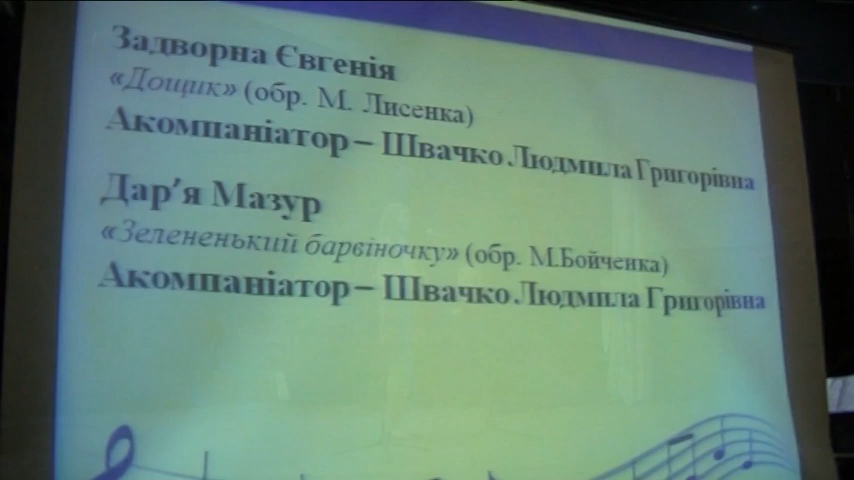 Задворна Євгенія
«Дощик» (обр. М. Лисенка)
Акомпаніатор – Швачко Людмила Григорівна
Дар’я Мазур
«Зелененький барвіночку» (обр. М.Бойченка)
Акомпаніатор – Швачко Людмила Григорівна